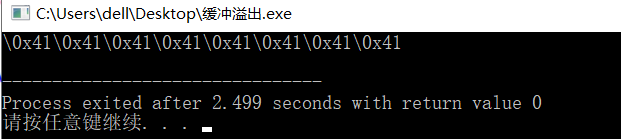 C:\Users\dell\Desktop\缓冲溢出.exe
\0x41\0x41\0x41\0x41\0x41\0x41\0x41\0x41
--------------------------------
Process exited after 2.499 seconds with return value 0
请按任意键继续. . .